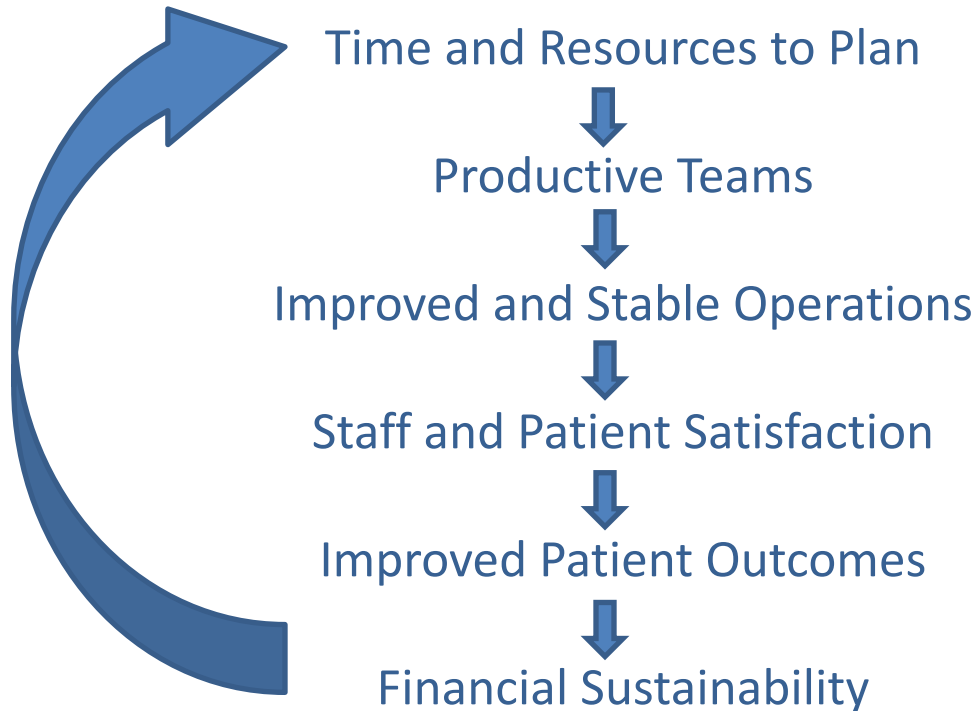 Time and Resources to Plan
Productive Teams
Improved and Stable Operations
Staff and Patient Satisfaction
Improved Patient Outcomes
Financial Sustainability